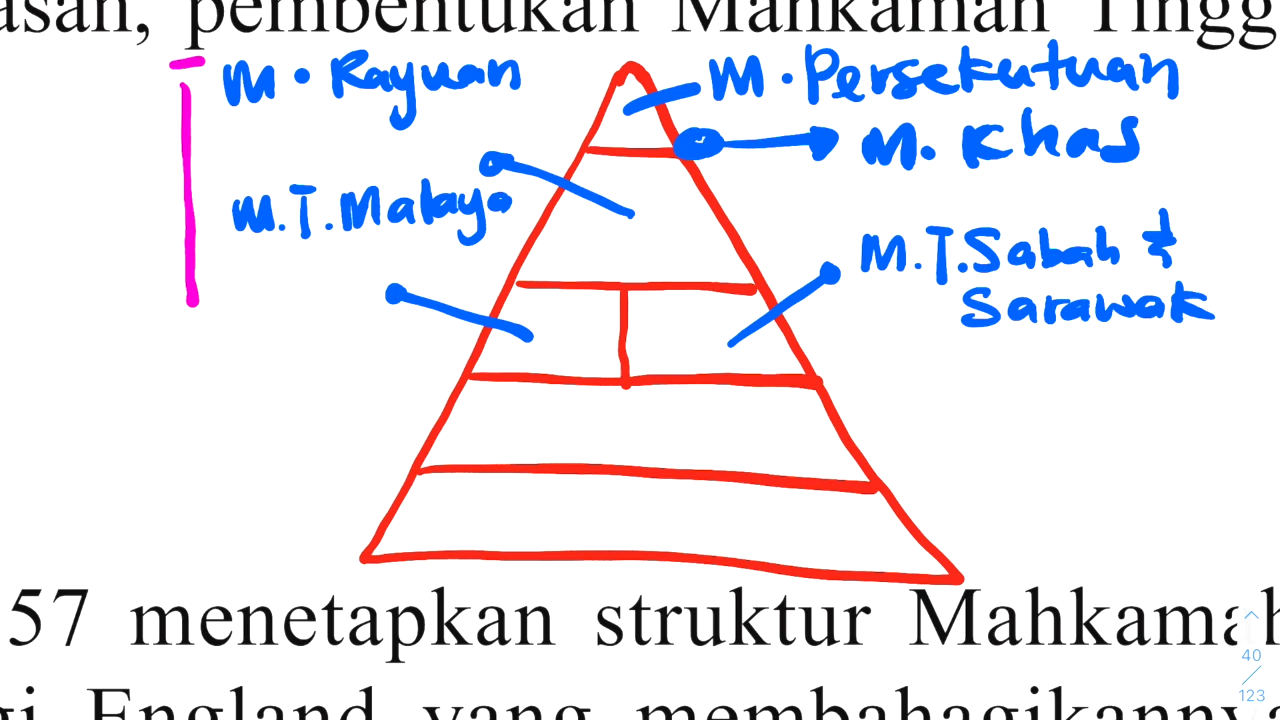 asan, pembentukan Mahkamah Tingg
M. Rayuan
M. Persekutuan
M. Khas
M.T. Malaya
M.T. Sabah &
Sarawak
57 menetapkan struktur Mahkamah
gi England yang membahagikannya
40
/
123